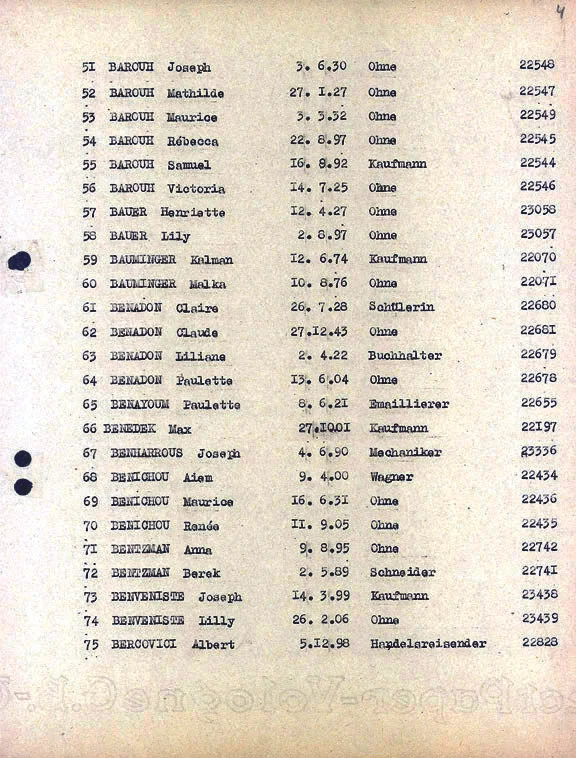 4
51 BAROUH Joseph 3. 6.30 Ohne 22548
52 BAROUH Mathilde 27. 1.27 Ohne 22547
53 BAROUH Maurice 3. 3.32 Ohne 22549
54 BAROUH Rébecca 22. 8.97 Ohne 22545
55 BAROUH Samuel 16. 9.92 Kaufmann 22544
56 BAROUH Victoria 14. 7.25 Ohne 22546
57 BAUER Henriette 12. 4.27 Ohne 23058
58 BAUER Lily 2. 8.97 Ohne 23057
59 BAUMINGER Kalman 12. 6.74 Kaufmann 22070
60 BAUMINGER Malka 10. 8.76 Ohne 22071
61 BENADON Claire 26. 7.28 Schülerin 22680
62 BENADON Claude 27.12.43 Ohne 22681
63 BENADON Liliane 2. 4.22 Buchhalter 22679
64 BENADON Paulette 13. 6.04 Ohne 22678
65 BENAYOUM Paulette 8. 6.21 Emaillierer 22655
66 BENEDEK Max 27.10.01 Kaufmann 22197
67 BENHARROUS Joseph 4. 6.90 Mechaniker 23336
68 BENICHOU Aiem 9. 4.00 Wagner 22434
69 BENICHOU Maurice 16. 6.31 Ohne 22436
70 BENICHOU Renée 11. 9.05 Ohne 22435
71 BENTZMAN Anna 9. 8.95 Ohne 22742
72 BENTZMAN Berek 2. 5.89 Schneider 22741
73 BENVENISTE Joseph 14. 3.99 Kaufmann 23438
74 BENVENISTE Lilly 26. 2.06 Ohne 23439
75 BERCOVICI Albert 5.12.98 Handelsreisender 22828